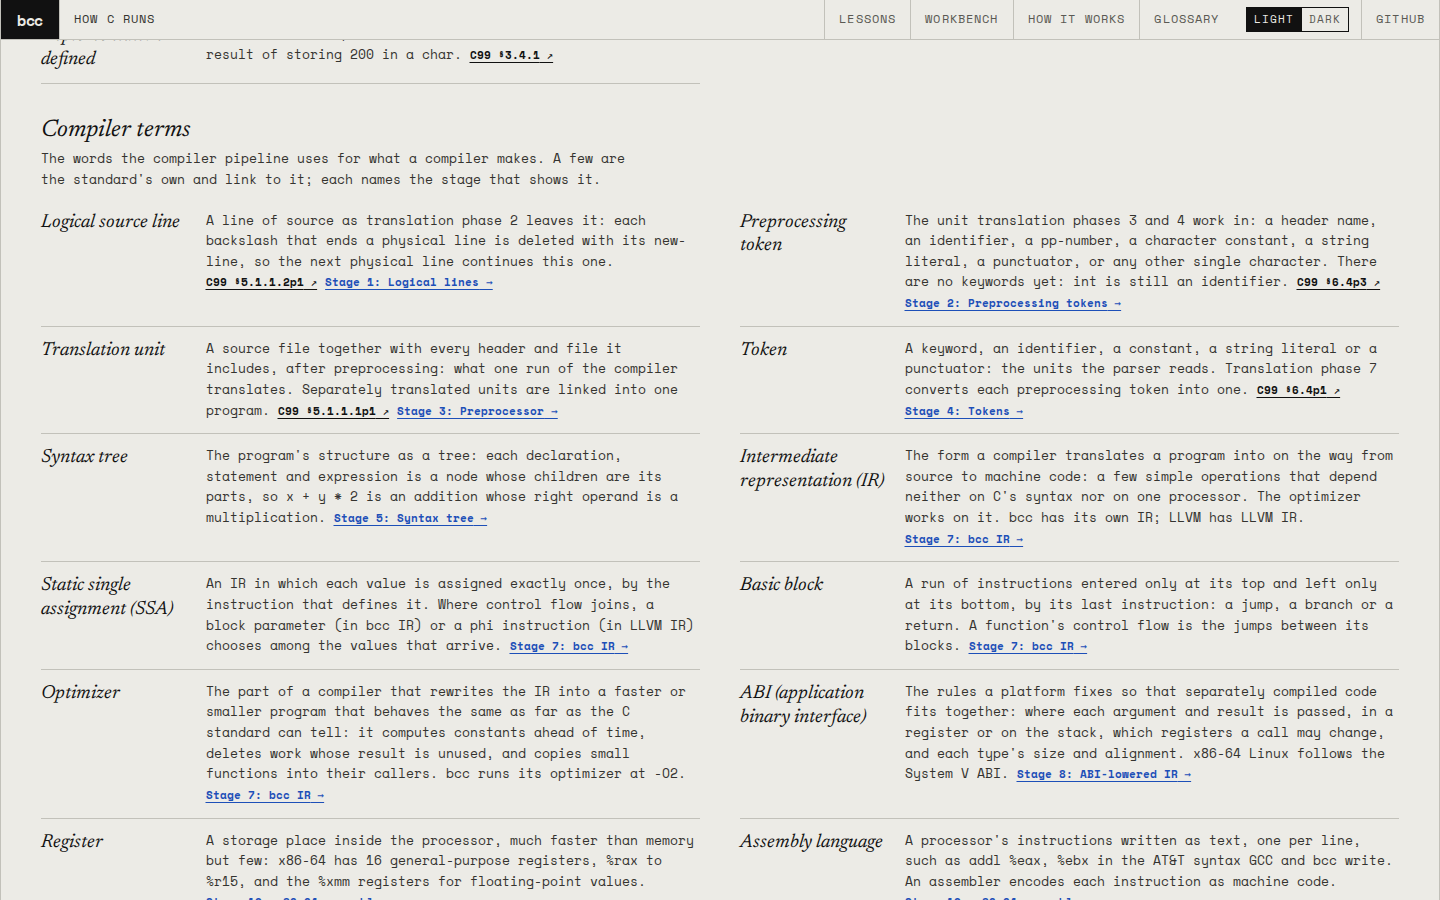 bcc HOW C RUNS LESSONS WORKBENCH HOW IT WORKS GLOSSARY LIGHT DARK GITHUB
defined
result of storing 200 in a char. C99 §3.4.1 ↗
Compiler terms
The words the compiler pipeline uses for what a compiler makes. A few are
the standard's own and link to it; each names the stage that shows it.
Logical source line
A line of source as translation phase 2 leaves it: each
backslash that ends a physical line is deleted with its new-
line, so the next physical line continues this one.
C99 §5.1.1.2p1 ↗ Stage 1: Logical lines →
Preprocessing
token
The unit translation phases 3 and 4 work in: a header name,
an identifier, a pp-number, a character constant, a string
literal, a punctuator, or any other single character. There
are no keywords yet: int is still an identifier. C99 §6.4p3 ↗
Stage 2: Preprocessing tokens →
Translation unit
A source file together with every header and file it
includes, after preprocessing: what one run of the compiler
translates. Separately translated units are linked into one
program. C99 §5.1.1.1p1 ↗ Stage 3: Preprocessor →
Token
A keyword, an identifier, a constant, a string literal or a
punctuator: the units the parser reads. Translation phase 7
converts each preprocessing token into one. C99 §6.4p1 ↗
Stage 4: Tokens →
Syntax tree
The program's structure as a tree: each declaration,
statement and expression is a node whose children are its
parts, so x + y * 2 is an addition whose right operand is a
multiplication. Stage 5: Syntax tree →
Intermediate
representation (IR)
The form a compiler translates a program into on the way from
source to machine code: a few simple operations that depend
neither on C's syntax nor on one processor. The optimizer
works on it. bcc has its own IR; LLVM has LLVM IR.
Stage 7: bcc IR →
Static single
assignment (SSA)
An IR in which each value is assigned exactly once, by the
instruction that defines it. Where control flow joins, a
block parameter (in bcc IR) or a phi instruction (in LLVM IR)
chooses among the values that arrive. Stage 7: bcc IR →
Basic block
A run of instructions entered only at its top and left only
at its bottom, by its last instruction: a jump, a branch or a
return. A function's control flow is the jumps between its
blocks. Stage 7: bcc IR →
Optimizer
The part of a compiler that rewrites the IR into a faster or
smaller program that behaves the same as far as the C
standard can tell: it computes constants ahead of time,
deletes work whose result is unused, and copies small
functions into their callers. bcc runs its optimizer at -O2.
Stage 7: bcc IR →
ABI (application
binary interface)
The rules a platform fixes so that separately compiled code
fits together: where each argument and result is passed, in a
register or on the stack, which registers a call may change,
and each type's size and alignment. x86-64 Linux follows the
System V ABI. Stage 8: ABI-lowered IR →
Register
A storage place inside the processor, much faster than memory
but few: x86-64 has 16 general-purpose registers, %rax to
%r15, and the %xmm registers for floating-point values.
Assembly language
A processor's instructions written as text, one per line,
such as addl %eax, %ebx in the AT&T syntax GCC and bcc write.
An assembler encodes each instruction as machine code.